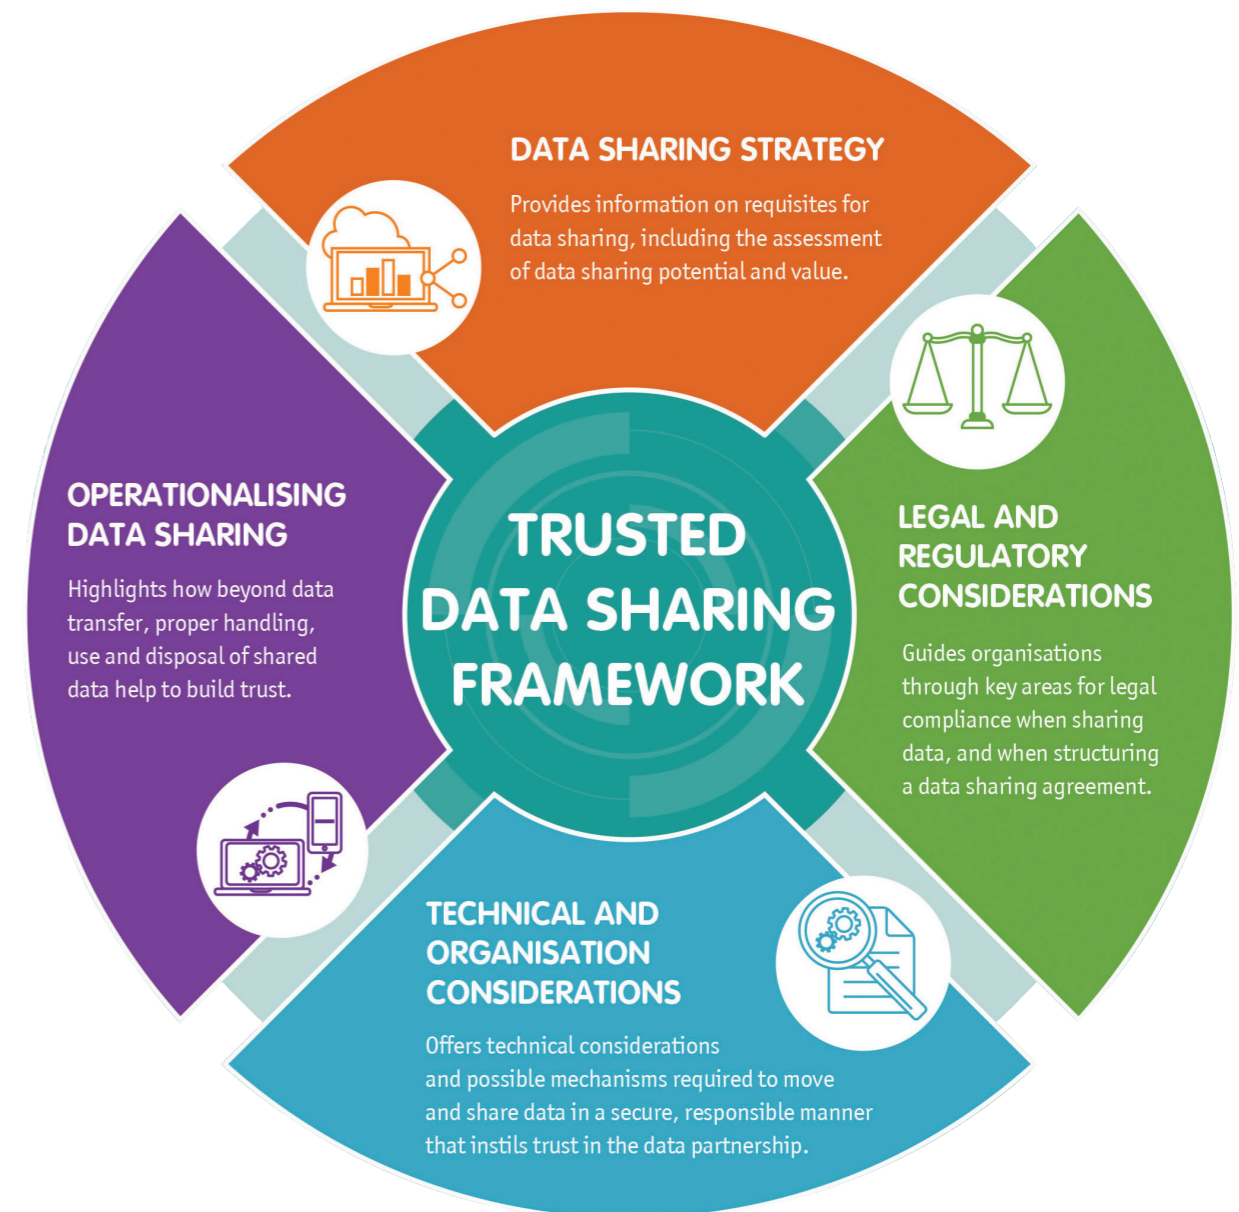 DATA SHARING STRATEGY
Provides information on requisites for
data sharing, including the assessment
of data sharing potential and value.
LEGAL AND
REGULATORY
CONSIDERATIONS
Guides organisations
through key areas for legal
compliance when sharing
data, and when structuring
a data sharing agreement.
TECHNICAL AND
ORGANISATION
CONSIDERATIONS
Offers technical considerations
and possible mechanisms required to move
and share data in a secure, responsible manner
that instils trust in the data partnership.
OPERATIONALISING
DATA SHARING
Highlights how beyond data
transfer, proper handling,
use and disposal of shared
data help to build trust.
TRUSTED
DATA SHARING
FRAMEWORK